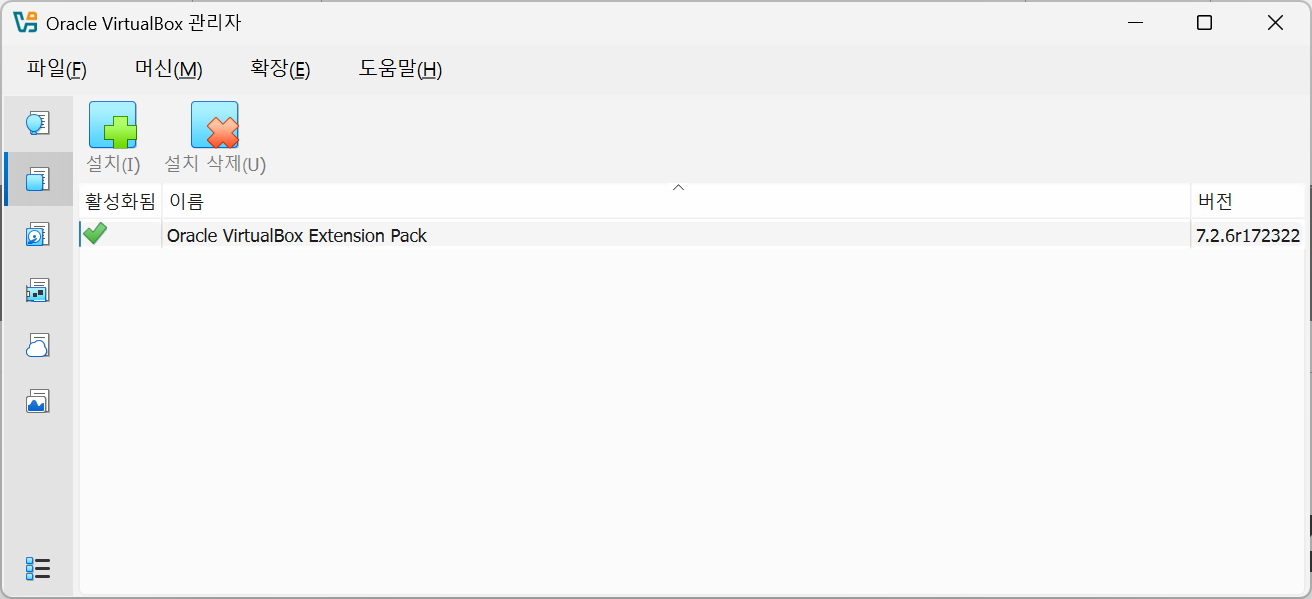 Oracle VirtualBox 관리자
파일(F) 머신(M) 확장(E) 도움말(H)
설치(I) 설치 삭제(U)
활성화됨 이름 버전
Oracle VirtualBox Extension Pack 7.2.6r172322